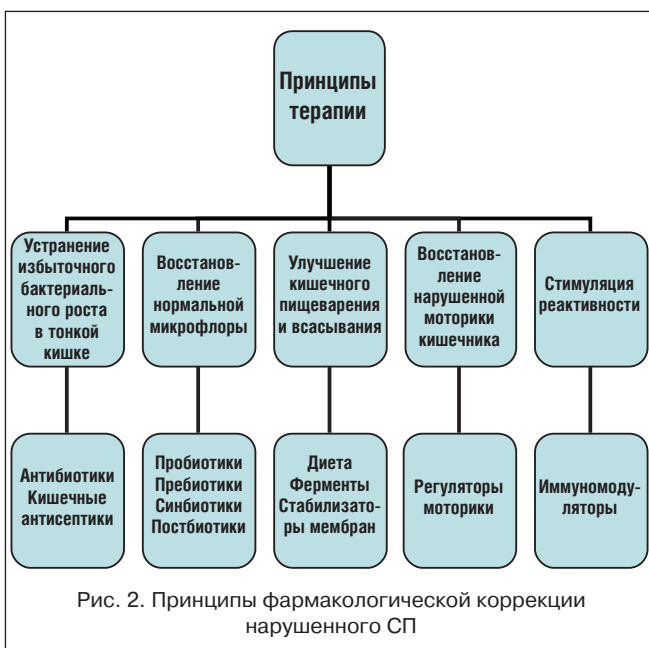 Принципы
терапии
Устранение
избыточного
бактериаль-
ного роста
в тонкой
кишке
Восстанов-
ление
нормальной
микрофлоры
Улучшение
кишечного
пищеварения
и всасывания
Восстанов-
ление
нарушенной
моторики
кишечника
Стимуляция
реактивности
Антибиотики
Кишечные
антисептики
Пробиотики
Пребиотики
Синбиотики
Постбиотики
Диета
Ферменты
Стабилизато-
ры мембран
Регуляторы
моторики
Иммуномоду-
ляторы
Рис. 2. Принципы фармакологической коррекции
нарушенного СП